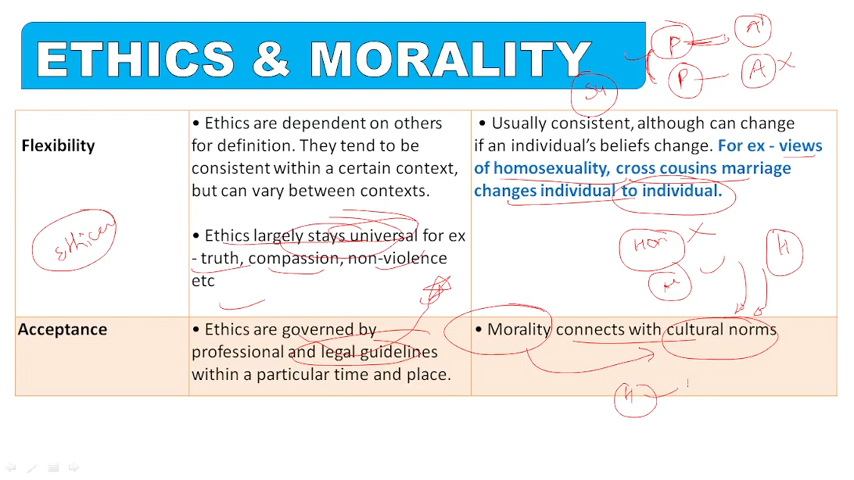 ETHICS & MORALITY
P A'
P A
SH
Flexibility
• Ethics are dependent on others
for definition. They tend to be
consistent within a certain context,
but can vary between contexts.
• Ethics largely stays universal for ex
- truth, compassion, non-violence
etc
• Usually consistent, although can change
if an individual's beliefs change. For ex - views
of homosexuality, cross cousins marriage
changes individual to individual.
H
Acceptance
• Ethics are governed by
professional and legal guidelines
within a particular time and place.
• Morality connects with cultural norms
H